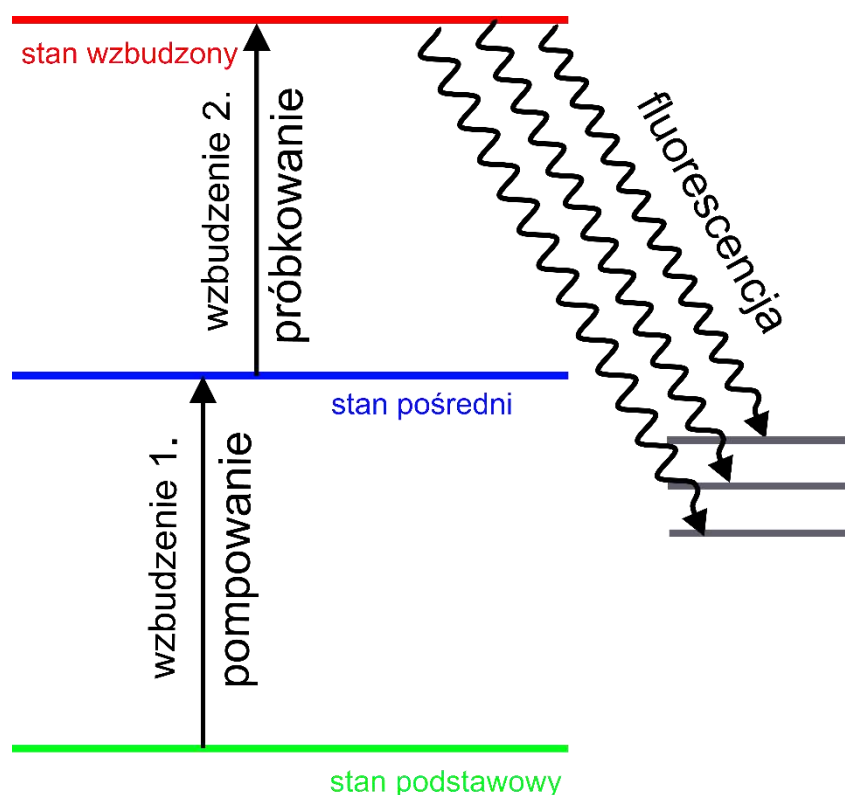 stan wzbudzony
wzbudzenie 2.
próbkowanie
fluorescencja
stan pośredni
wzbudzenie 1.
pompowanie
stan podstawowy